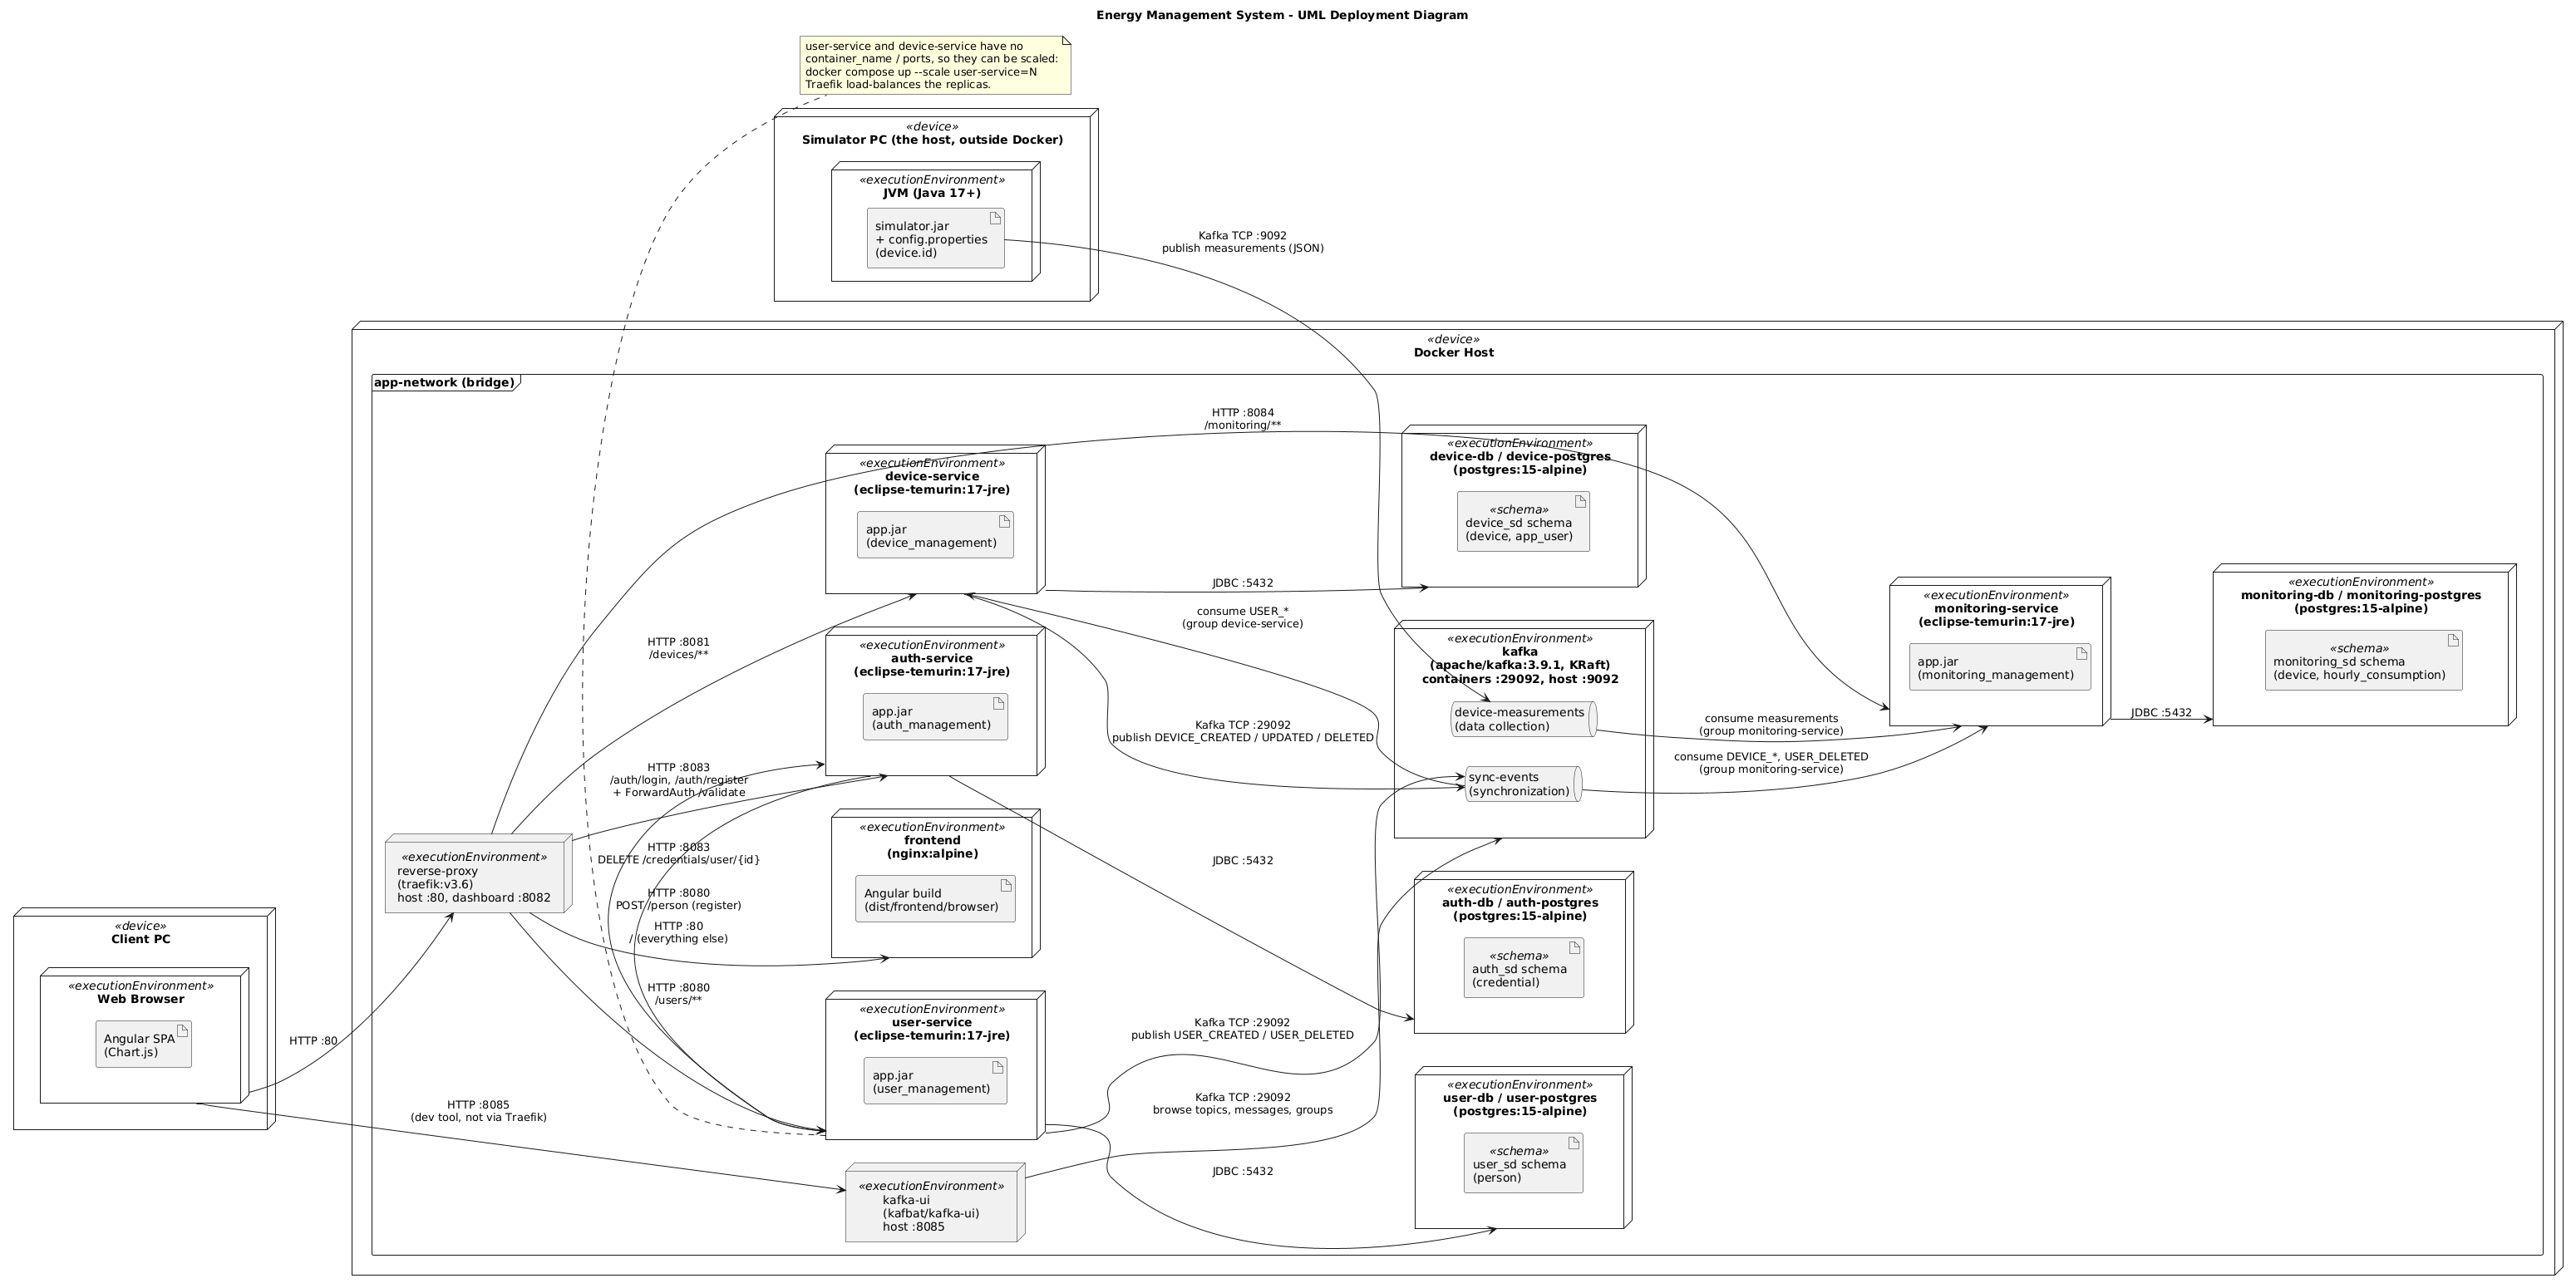 Energy Management System - UML Deployment Diagram
user-service and device-service have no
container_name / ports, so they can be scaled:
docker compose up --scale user-service=N
Traefik load-balances the replicas.
«device»
Simulator PC (the host, outside Docker)
«executionEnvironment»
JVM (Java 17+)
simulator.jar
+ config.properties
(device.id)
Kafka TCP :9092
publish measurements (JSON)
«device»
Docker Host
app-network (bridge)
HTTP :8084
/monitoring/**
«executionEnvironment»
device-service
(eclipse-temurin:17-jre)
app.jar
(device_management)
«executionEnvironment»
device-db / device-postgres
(postgres:15-alpine)
«schema»
device_sd schema
(device, app_user)
JDBC :5432
consume USER_*
(group device-service)
HTTP :8081
/devices/**
«executionEnvironment»
auth-service
(eclipse-temurin:17-jre)
app.jar
(auth_management)
«executionEnvironment»
kafka
(apache/kafka:3.9.1, KRaft)
containers :29092, host :9092
device-measurements
(data collection)
sync-events
(synchronization)
«executionEnvironment»
monitoring-service
(eclipse-temurin:17-jre)
app.jar
(monitoring_management)
«executionEnvironment»
monitoring-db / monitoring-postgres
(postgres:15-alpine)
«schema»
monitoring_sd schema
(device, hourly_consumption)
JDBC :5432
consume measurements
(group monitoring-service)
consume DEVICE_*, USER_DELETED
(group monitoring-service)
Kafka TCP :29092
publish DEVICE_CREATED / UPDATED / DELETED
HTTP :8083
/auth/login, /auth/register
+ ForwardAuth /validate
«executionEnvironment»
reverse-proxy
(traefik:v3.6)
host :80, dashboard :8082
HTTP :8083
DELETE /credentials/user/{id}
HTTP :8080
POST /person (register)
HTTP :80
/ (everything else)
HTTP :8080
/users/**
«executionEnvironment»
frontend
(nginx:alpine)
Angular build
(dist/frontend/browser)
JDBC :5432
«executionEnvironment»
auth-db / auth-postgres
(postgres:15-alpine)
«schema»
auth_sd schema
(credential)
«device»
Client PC
«executionEnvironment»
Web Browser
Angular SPA
(Chart.js)
HTTP :80
HTTP :8085
(dev tool, not via Traefik)
«executionEnvironment»
user-service
(eclipse-temurin:17-jre)
app.jar
(user_management)
Kafka TCP :29092
publish USER_CREATED / USER_DELETED
Kafka TCP :29092
browse topics, messages, groups
JDBC :5432
«executionEnvironment»
user-db / user-postgres
(postgres:15-alpine)
«schema»
user_sd schema
(person)
«executionEnvironment»
kafka-ui
(kafbat/kafka-ui)
host :8085